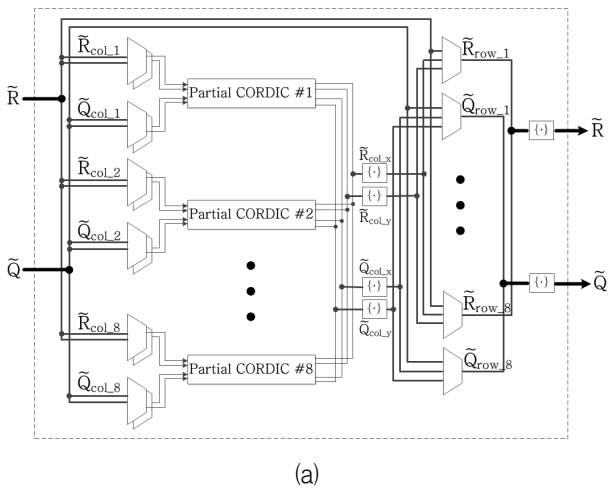 R̃
Q̃
R̃col_1
Q̃col_1
Partial CORDIC #1
R̃col_2
Q̃col_2
Partial CORDIC #2
R̃col_8
Q̃col_8
Partial CORDIC #8
R̃col_x
{·}
{·}
R̃col_y
Q̃col_x
{·}
{·}
Q̃col_y
R̃row_1
Q̃row_1
R̃row_8
Q̃row_8
{·}
R̃
{·}
Q̃
(a)